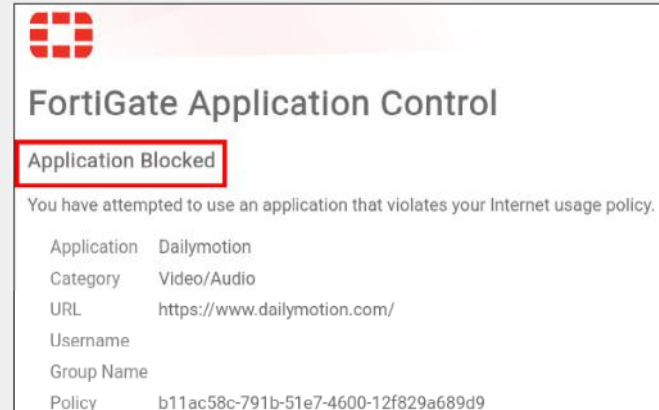 FortiGate Application Control
Application Blocked
You have attempted to use an application that violates your Internet usage policy.
Application Dailymotion
Category Video/Audio
URL https://www.dailymotion.com/
Username
Group Name
Policy b11ac58c-791b-51e7-4600-12f829a689d9